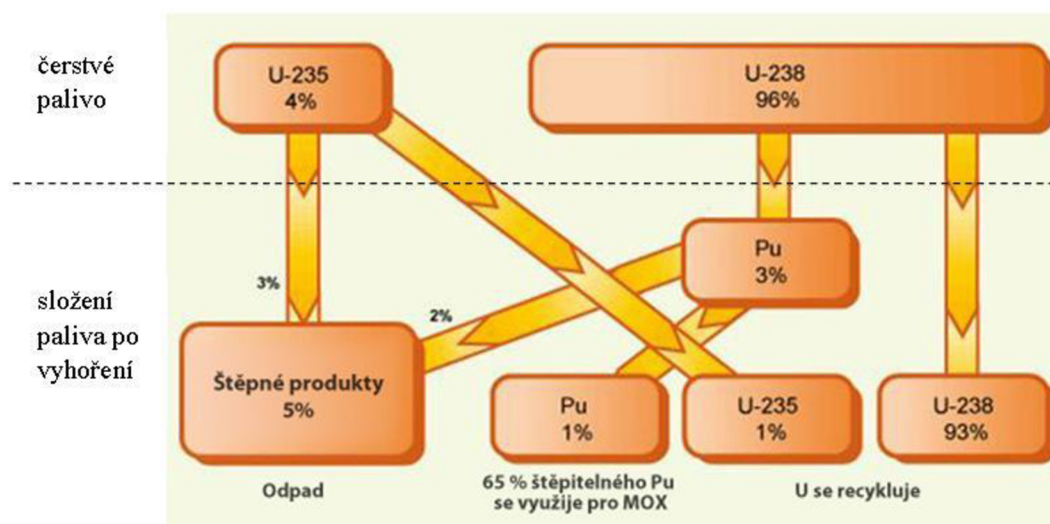 čerstvé
palivo
U-235
4%
U-238
96%
Pu
3%
3%
2%
složení
paliva po
vyhoření
Štěpné produkty
5%
Pu
1%
U-235
1%
U-238
93%
Odpad
65 % štěpitelného Pu
se využije pro MOX
U se recykluje